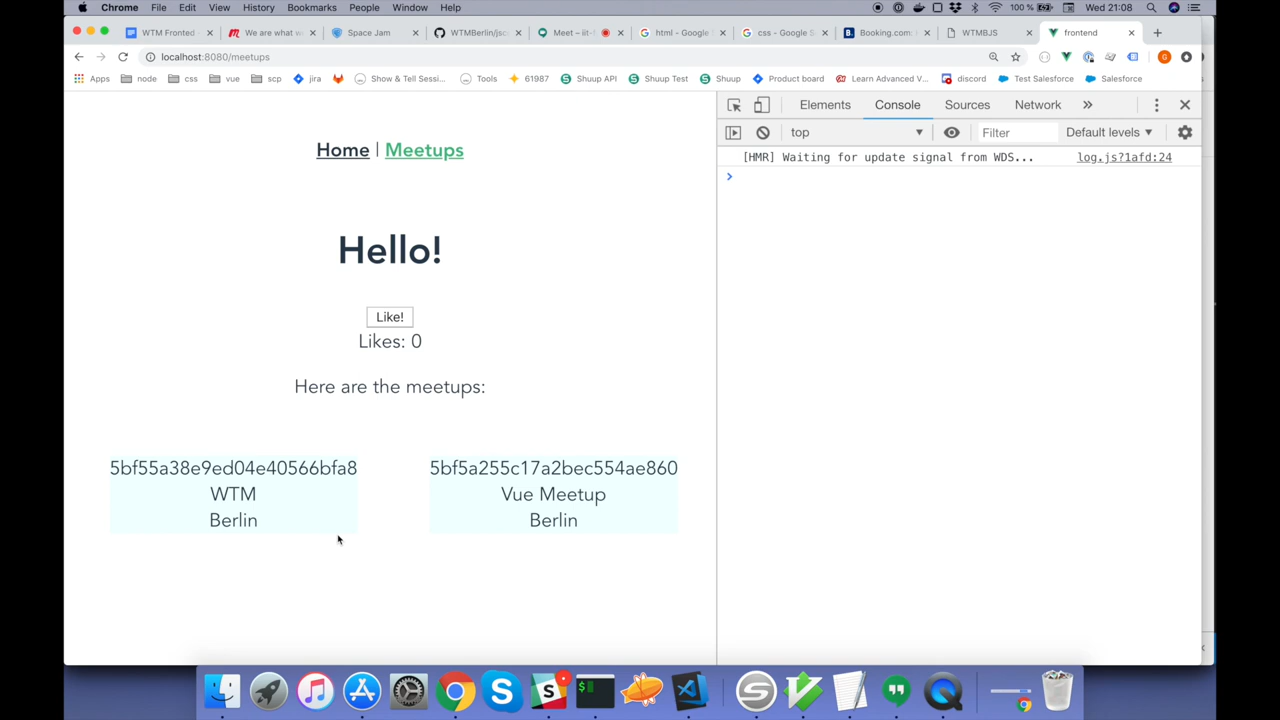 Chrome File Edit View History Bookmarks People Window Help 100 % Wed 21:08
WTM Fronted We are what w Space Jam WTMBerlin/jsc Meet – iit- html - Google css - Google S Booking.com: WTMBJS frontend
localhost:8080/meetups
Apps node css vue scp jira Show & Tell Sessi... Tools 61987 Shuup API Shuup Test Shuup Product board Learn Advanced V... discord Test Salesforce Salesforce
Elements Console Sources Network
top Filter Default levels
[HMR] Waiting for update signal from WDS... log.js?1afd:24
Home | Meetups
Hello!
Like!
Likes: 0
Here are the meetups:
5bf55a38e9ed04e40566bfa8
WTM
Berlin
5bf5a255c17a2bec554ae860
Vue Meetup
Berlin